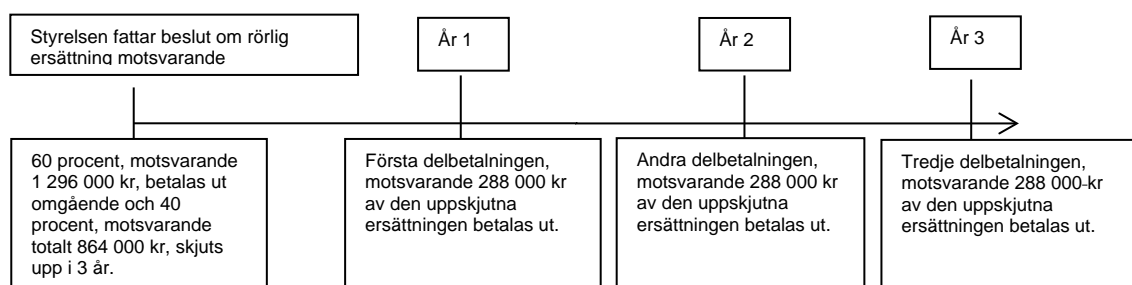 Styrelsen fattar beslut om rörlig
ersättning motsvarande
År 1
År 2
År 3
60 procent, motsvarande
1 296 000 kr, betalas ut
omgående och 40
procent, motsvarande
totalt 864 000 kr, skjuts
upp i 3 år.
Första delbetalningen,
motsvarande 288 000 kr
av den uppskjutna
ersättningen betalas ut.
Andra delbetalningen,
motsvarande 288 000 kr
av den uppskjutna
ersättningen betalas ut.
Tredje delbetalningen,
motsvarande 288 000-kr
av den uppskjutna
ersättningen betalas ut.